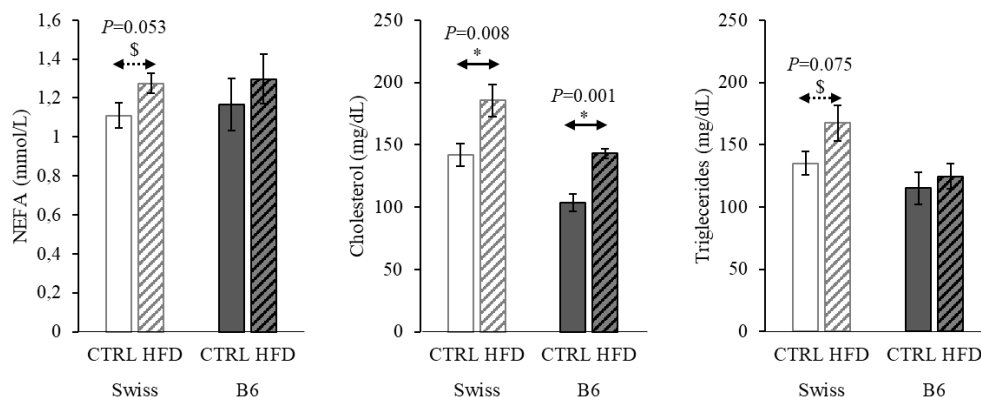 NEFA (mmol/L)
1,6
1,4
1,2
1
0,8
0,6
0,4
0,2
0
P=0.053
$
CTRL HFD CTRL HFD
Swiss B6
Cholesterol (mg/dL)
250
200
150
100
50
0
P=0.008
*
P=0.001
*
CTRL HFD CTRL HFD
Swiss B6
Triglecerides (mg/dL)
250
200
150
100
50
0
P=0.075
$
CTRL HFD CTRL HFD
Swiss B6